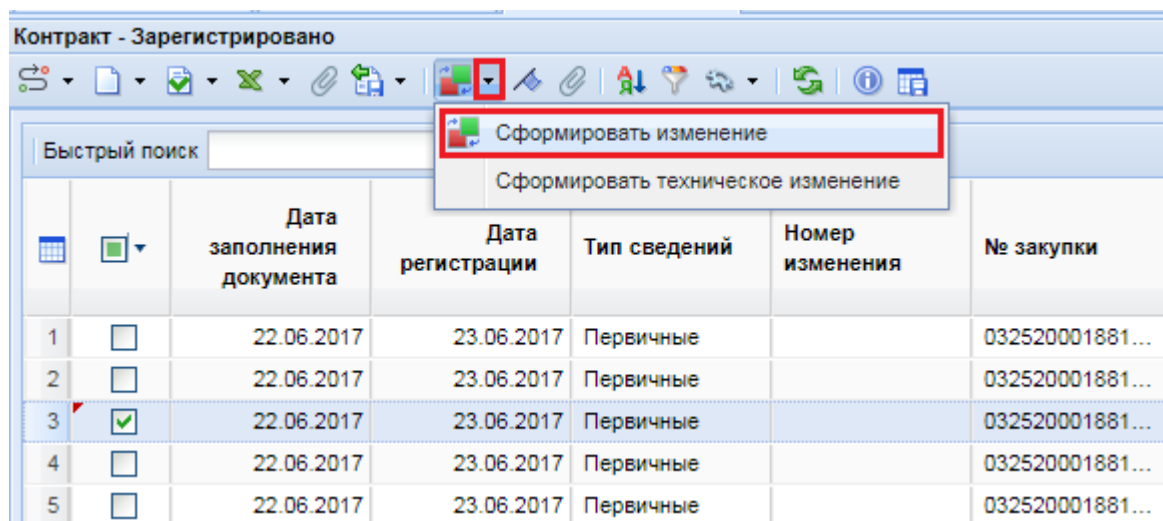 Контракт - Зарегистрировано
Сформировать изменение
Быстрый поиск
Сформировать техническое изменение
Дата заполнения документа
Дата регистрации
Тип сведений
Номер изменения
№ закупки
1 22.06.2017 23.06.2017 Первичные 032520001881...
2 22.06.2017 23.06.2017 Первичные 032520001881...
3 22.06.2017 23.06.2017 Первичные 032520001881...
4 22.06.2017 23.06.2017 Первичные 032520001881...
5 22.06.2017 23.06.2017 Первичные 032520001881...